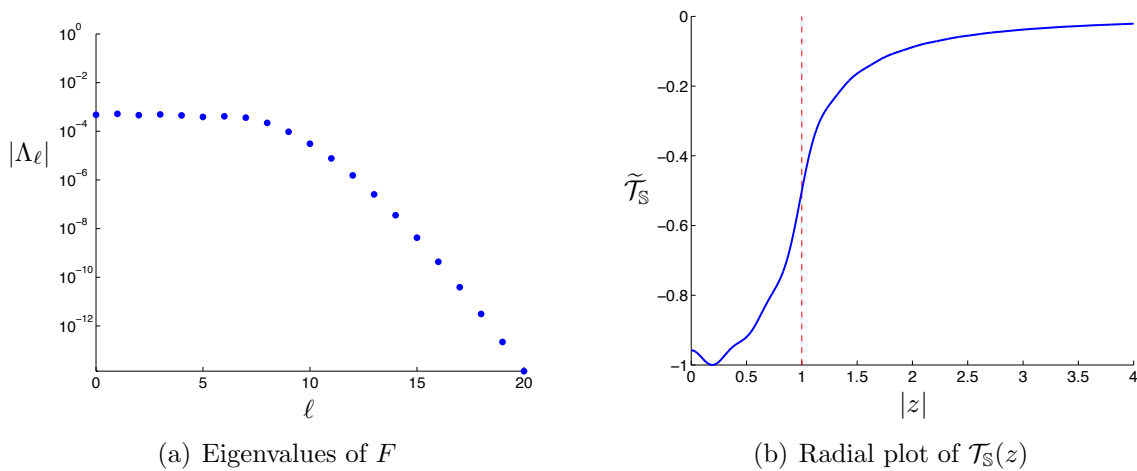 10^0
10^-2
10^-4
|Λ_ℓ|
10^-6
10^-8
10^-10
10^-12
0 5 10 15 20
ℓ
(a) Eigenvalues of F
0
−0.2
−0.4
𝒯̃_𝕊
−0.6
−0.8
−1
0 0.5 1 1.5 2 2.5 3 3.5 4
|z|
(b) Radial plot of 𝒯_𝕊(z)